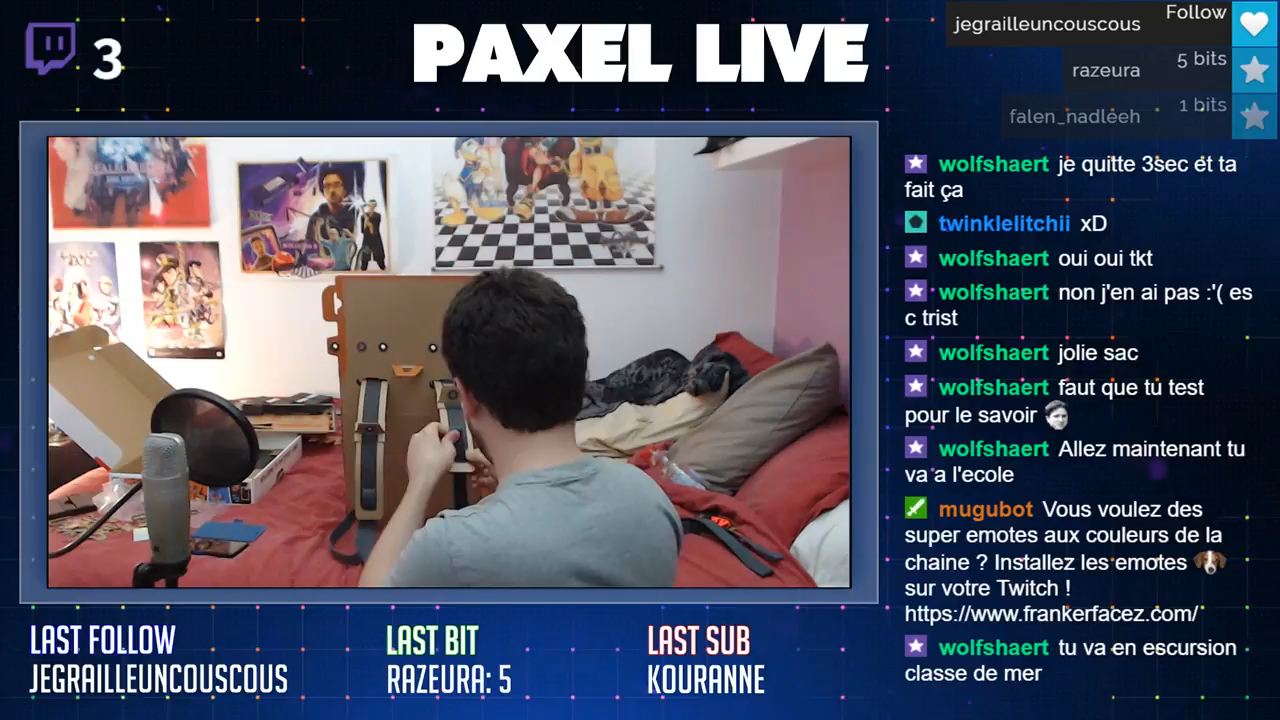 3
PAXEL LIVE
jegrailleuncouscous Follow
razeura 5 bits
falen_nadléeh 1 bits
wolfshaert je quitte 3sec et ta
fait ça
twinklelitchii xD
wolfshaert oui oui tkt
wolfshaert non j'en ai pas :'( es
c trist
wolfshaert jolie sac
wolfshaert faut que tu test
pour le savoir
wolfshaert Allez maintenant tu
va a l'ecole
mugubot Vous voulez des
super emotes aux couleurs de la
chaine ? Installez les emotes
sur votre Twitch !
https://www.frankerfacez.com/
wolfshaert tu va en escursion
classe de mer
LAST FOLLOW
JEGRAILLEUNCOUSCOUS
LAST BIT
RAZEURA: 5
LAST SUB
KOURANNE